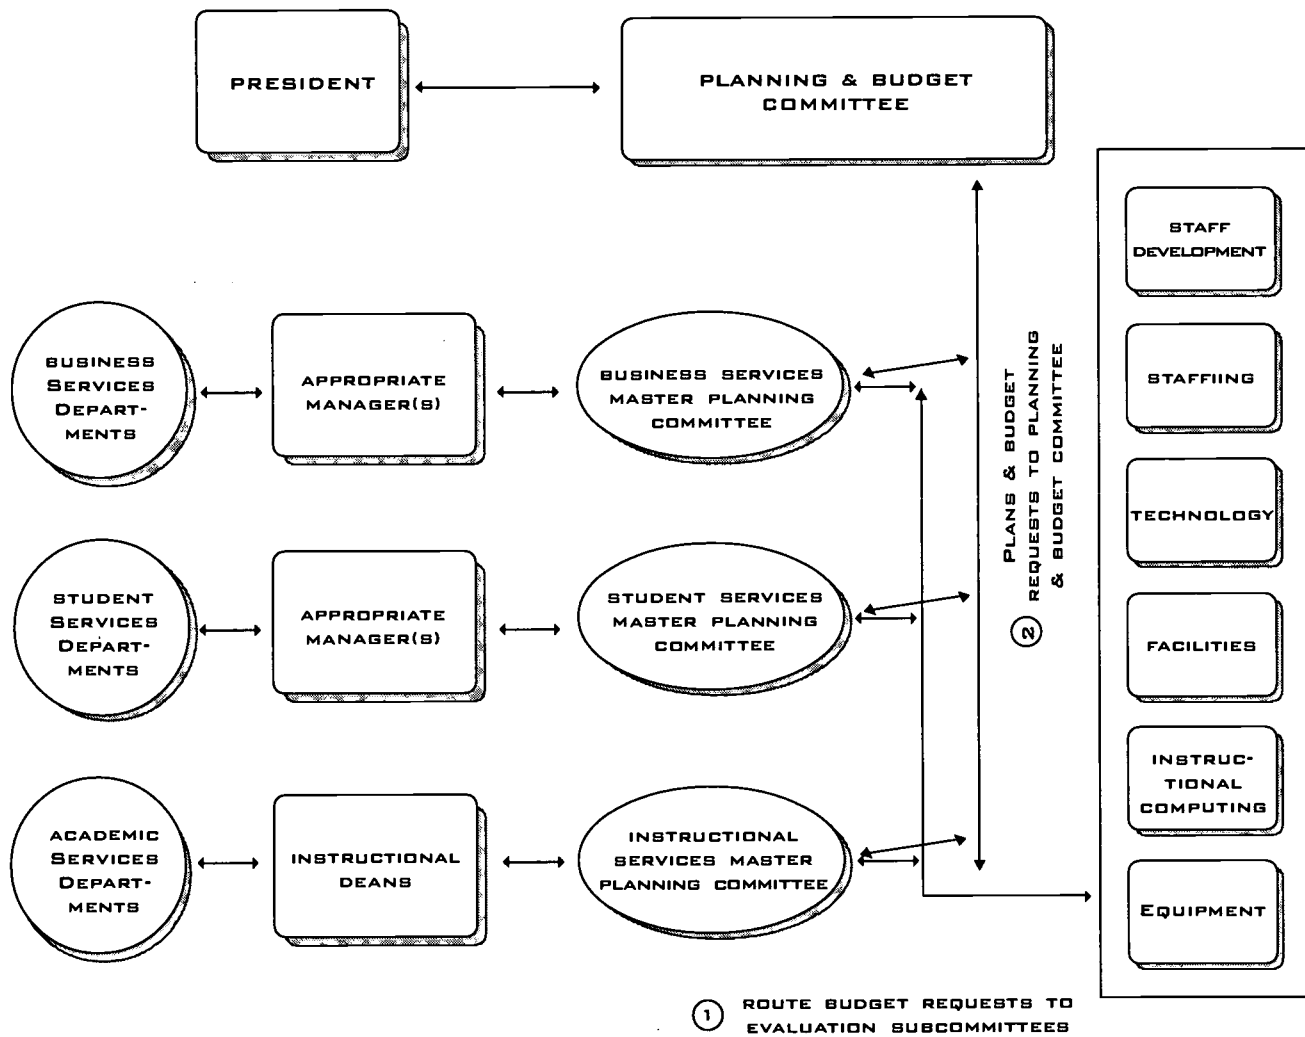 PRESIDENT
PLANNING & BUDGET
COMMITTEE
STAFF
DEVELOPMENT
STAFFIING
TECHNOLOGY
FACILITIES
INSTRUC-
TIONAL
COMPUTING
EQUIPMENT
BUSINESS
SERVICES
DEPART-
MENTS
APPROPRIATE
MANAGER(S)
BUSINESS SERVICES
MASTER PLANNING
COMMITTEE
STUDENT
SERVICES
DEPART-
MENTS
APPROPRIATE
MANAGER(S)
STUDENT SERVICES
MASTER PLANNING
COMMITTEE
ACADEMIC
SERVICES
DEPART-
MENTS
INSTRUCTIONAL
DEANS
INSTRUCTIONAL
SERVICES MASTER
PLANNING COMMITTEE
2
PLANS & BUDGET
REQUESTS TO PLANNING
& BUDGET COMMITTEE
1
ROUTE BUDGET REQUESTS TO
EVALUATION SUBCOMMITTEES